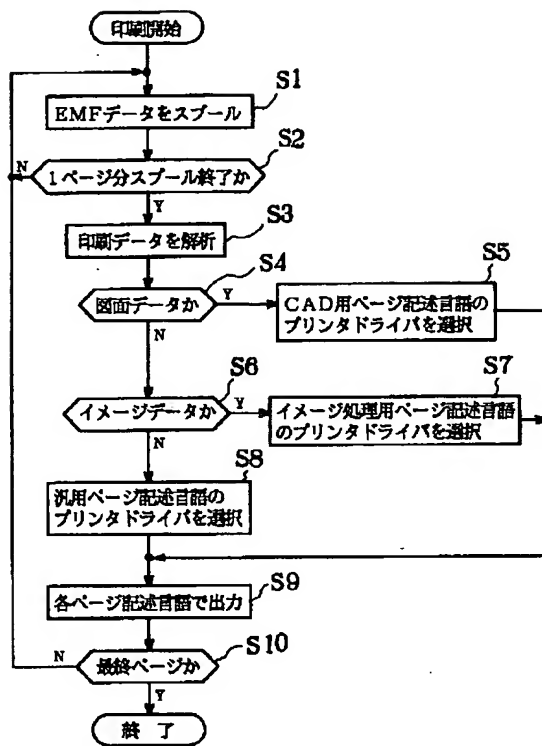 印刷開始
S1
EMFデータをスプール
S2
N
1ページ分スプール終了か
Y
S3
印刷データを解析
S4
S5
図面データか
Y
CAD用ページ記述言語の
プリンタドライバを選択
N
S6
S7
イメージデータか
Y
イメージ処理用ページ記述言語
のプリンタドライバを選択
N
S8
汎用ページ記述言語の
プリンタドライバを選択
S9
各ページ記述言語で出力
N
S10
最終ページか
Y
終 了